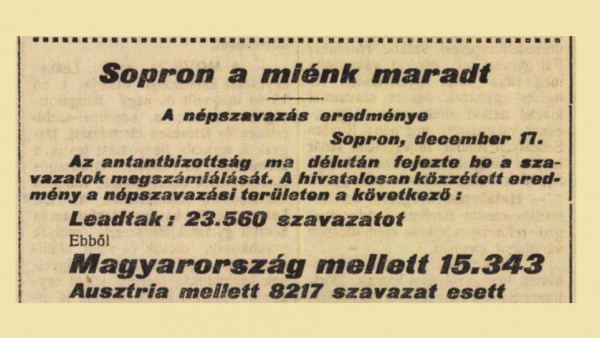 Sopron a miénk maradt
A népszavazás eredménye
Sopron, december 17.
Az antantbizottság ma délután fejezte be a sza-
vazatok megszámlálását. A hivatalosan közzétett ered-
mény a népszavazási területen a következő :
Leadtak : 23.560 szavazatot
Ebből
Magyarország mellett 15.343
Ausztria mellett 8217 szavazat esett